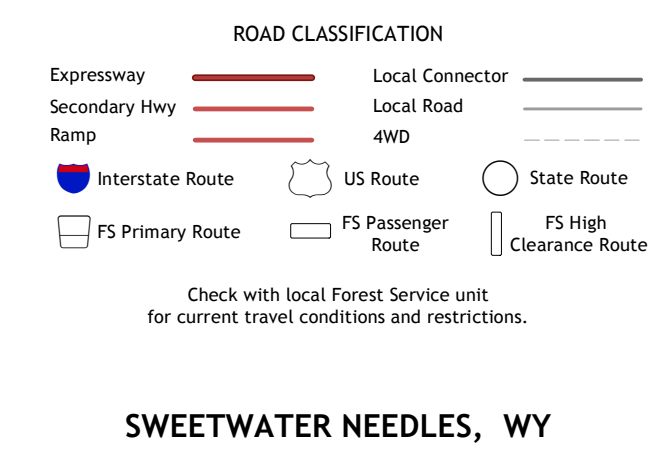 ROAD CLASSIFICATION
Expressway
Local Connector
Secondary Hwy
Local Road
Ramp
4WD
Interstate Route
US Route
State Route
FS Primary Route
FS Passenger
Route
FS High
Clearance Route
Check with local Forest Service unit
for current travel conditions and restrictions.
SWEETWATER NEEDLES, WY